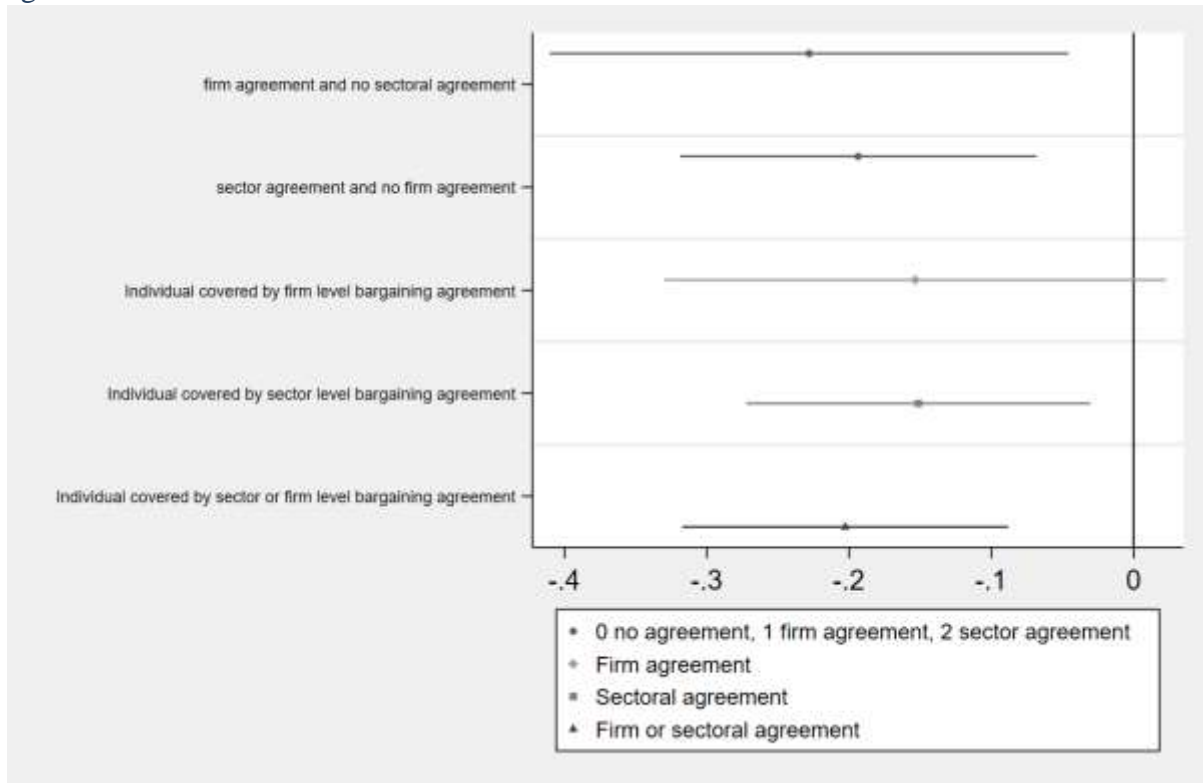 firm agreement and no sectoral agreement
sector agreement and no firm agreement
Individual covered by firm level bargaining agreement
Individual covered by sector level bargaining agreement
Individual covered by sector or firm level bargaining agreement
-.4 -.3 -.2 -.1 0
0 no agreement, 1 firm agreement, 2 sector agreement
Firm agreement
Sectoral agreement
Firm or sectoral agreement